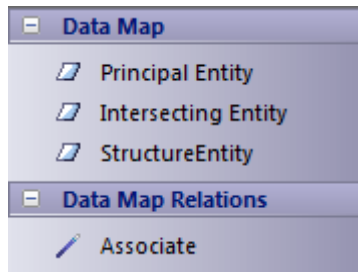 Data Map
Principal Entity
Intersecting Entity
StructureEntity
Data Map Relations
Associate